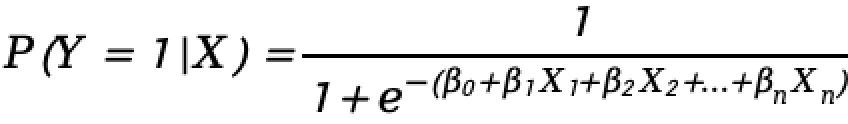 P(Y = 1|X) = 1 / 1 + e^−(β₀+β₁X₁+β₂X₂+...+βₙXₙ)